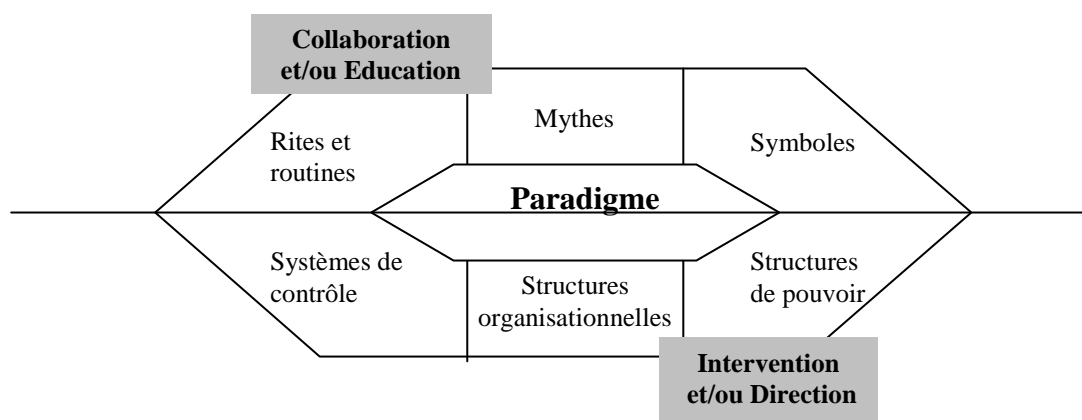 Collaboration
et/ou Education
Mythes
Rites et
routines
Symboles
Paradigme
Systèmes de
contrôle
Structures
organisationnelles
Structures
de pouvoir
Intervention
et/ou Direction